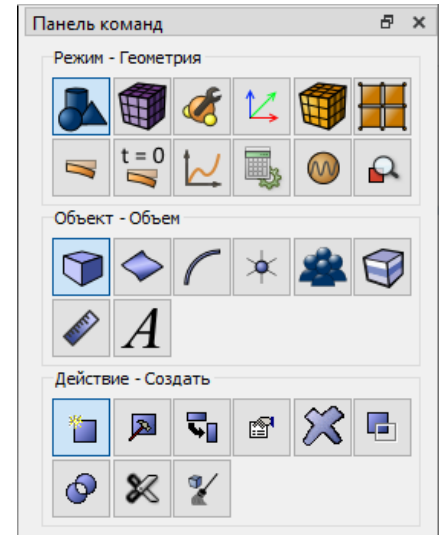 Панель команд
Режим - Геометрия
t = 0
Объект - Объем
A
Действие - Создать